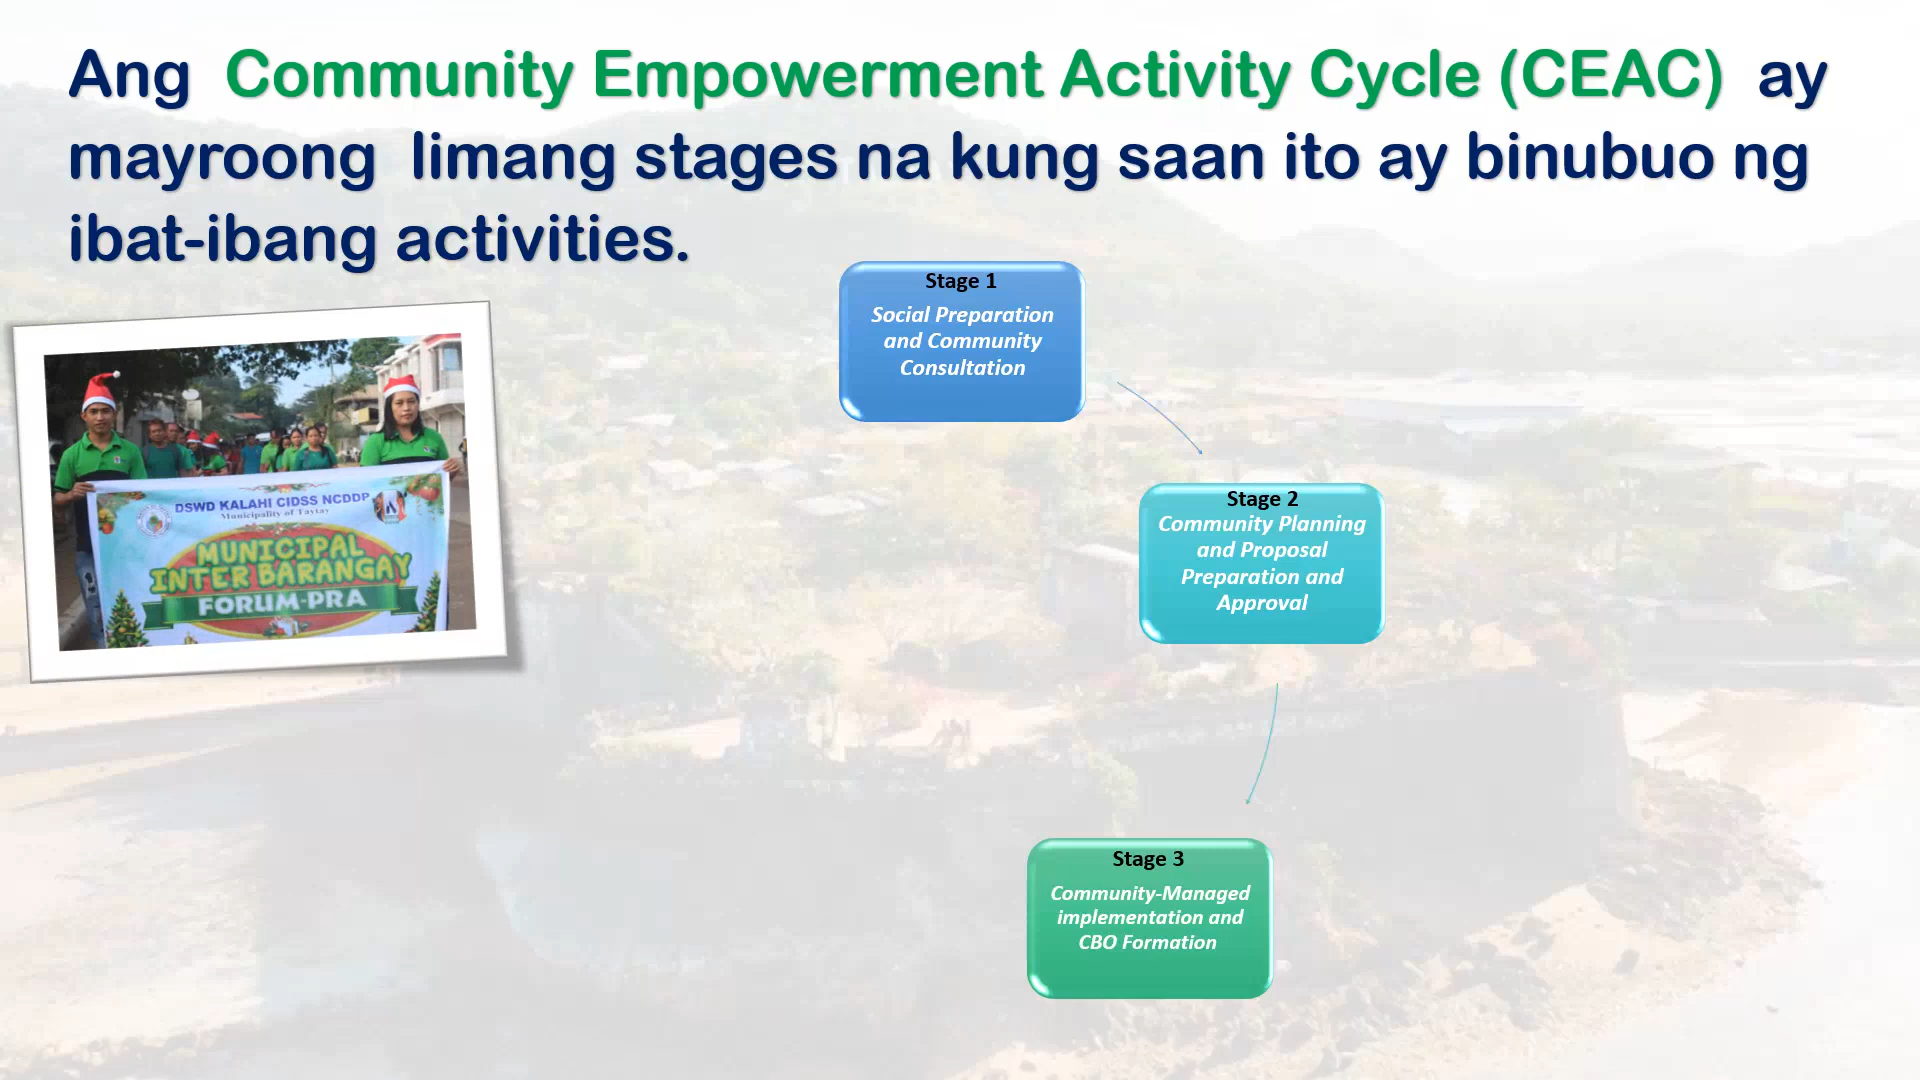 Ang Community Empowerment Activity Cycle (CEAC) ay
mayroong limang stages na kung saan ito ay binubuo ng
ibat-ibang activities.
Stage 1
Social Preparation
and Community
Consultation
DSWD KALAHI CIDSS NCDDP
Municipality of Taytay
MUNICIPAL
INTER BARANGAY
FORUM-PRA
Stage 2
Community Planning
and Proposal
Preparation and
Approval
Stage 3
Community-Managed
implementation and
CBO Formation